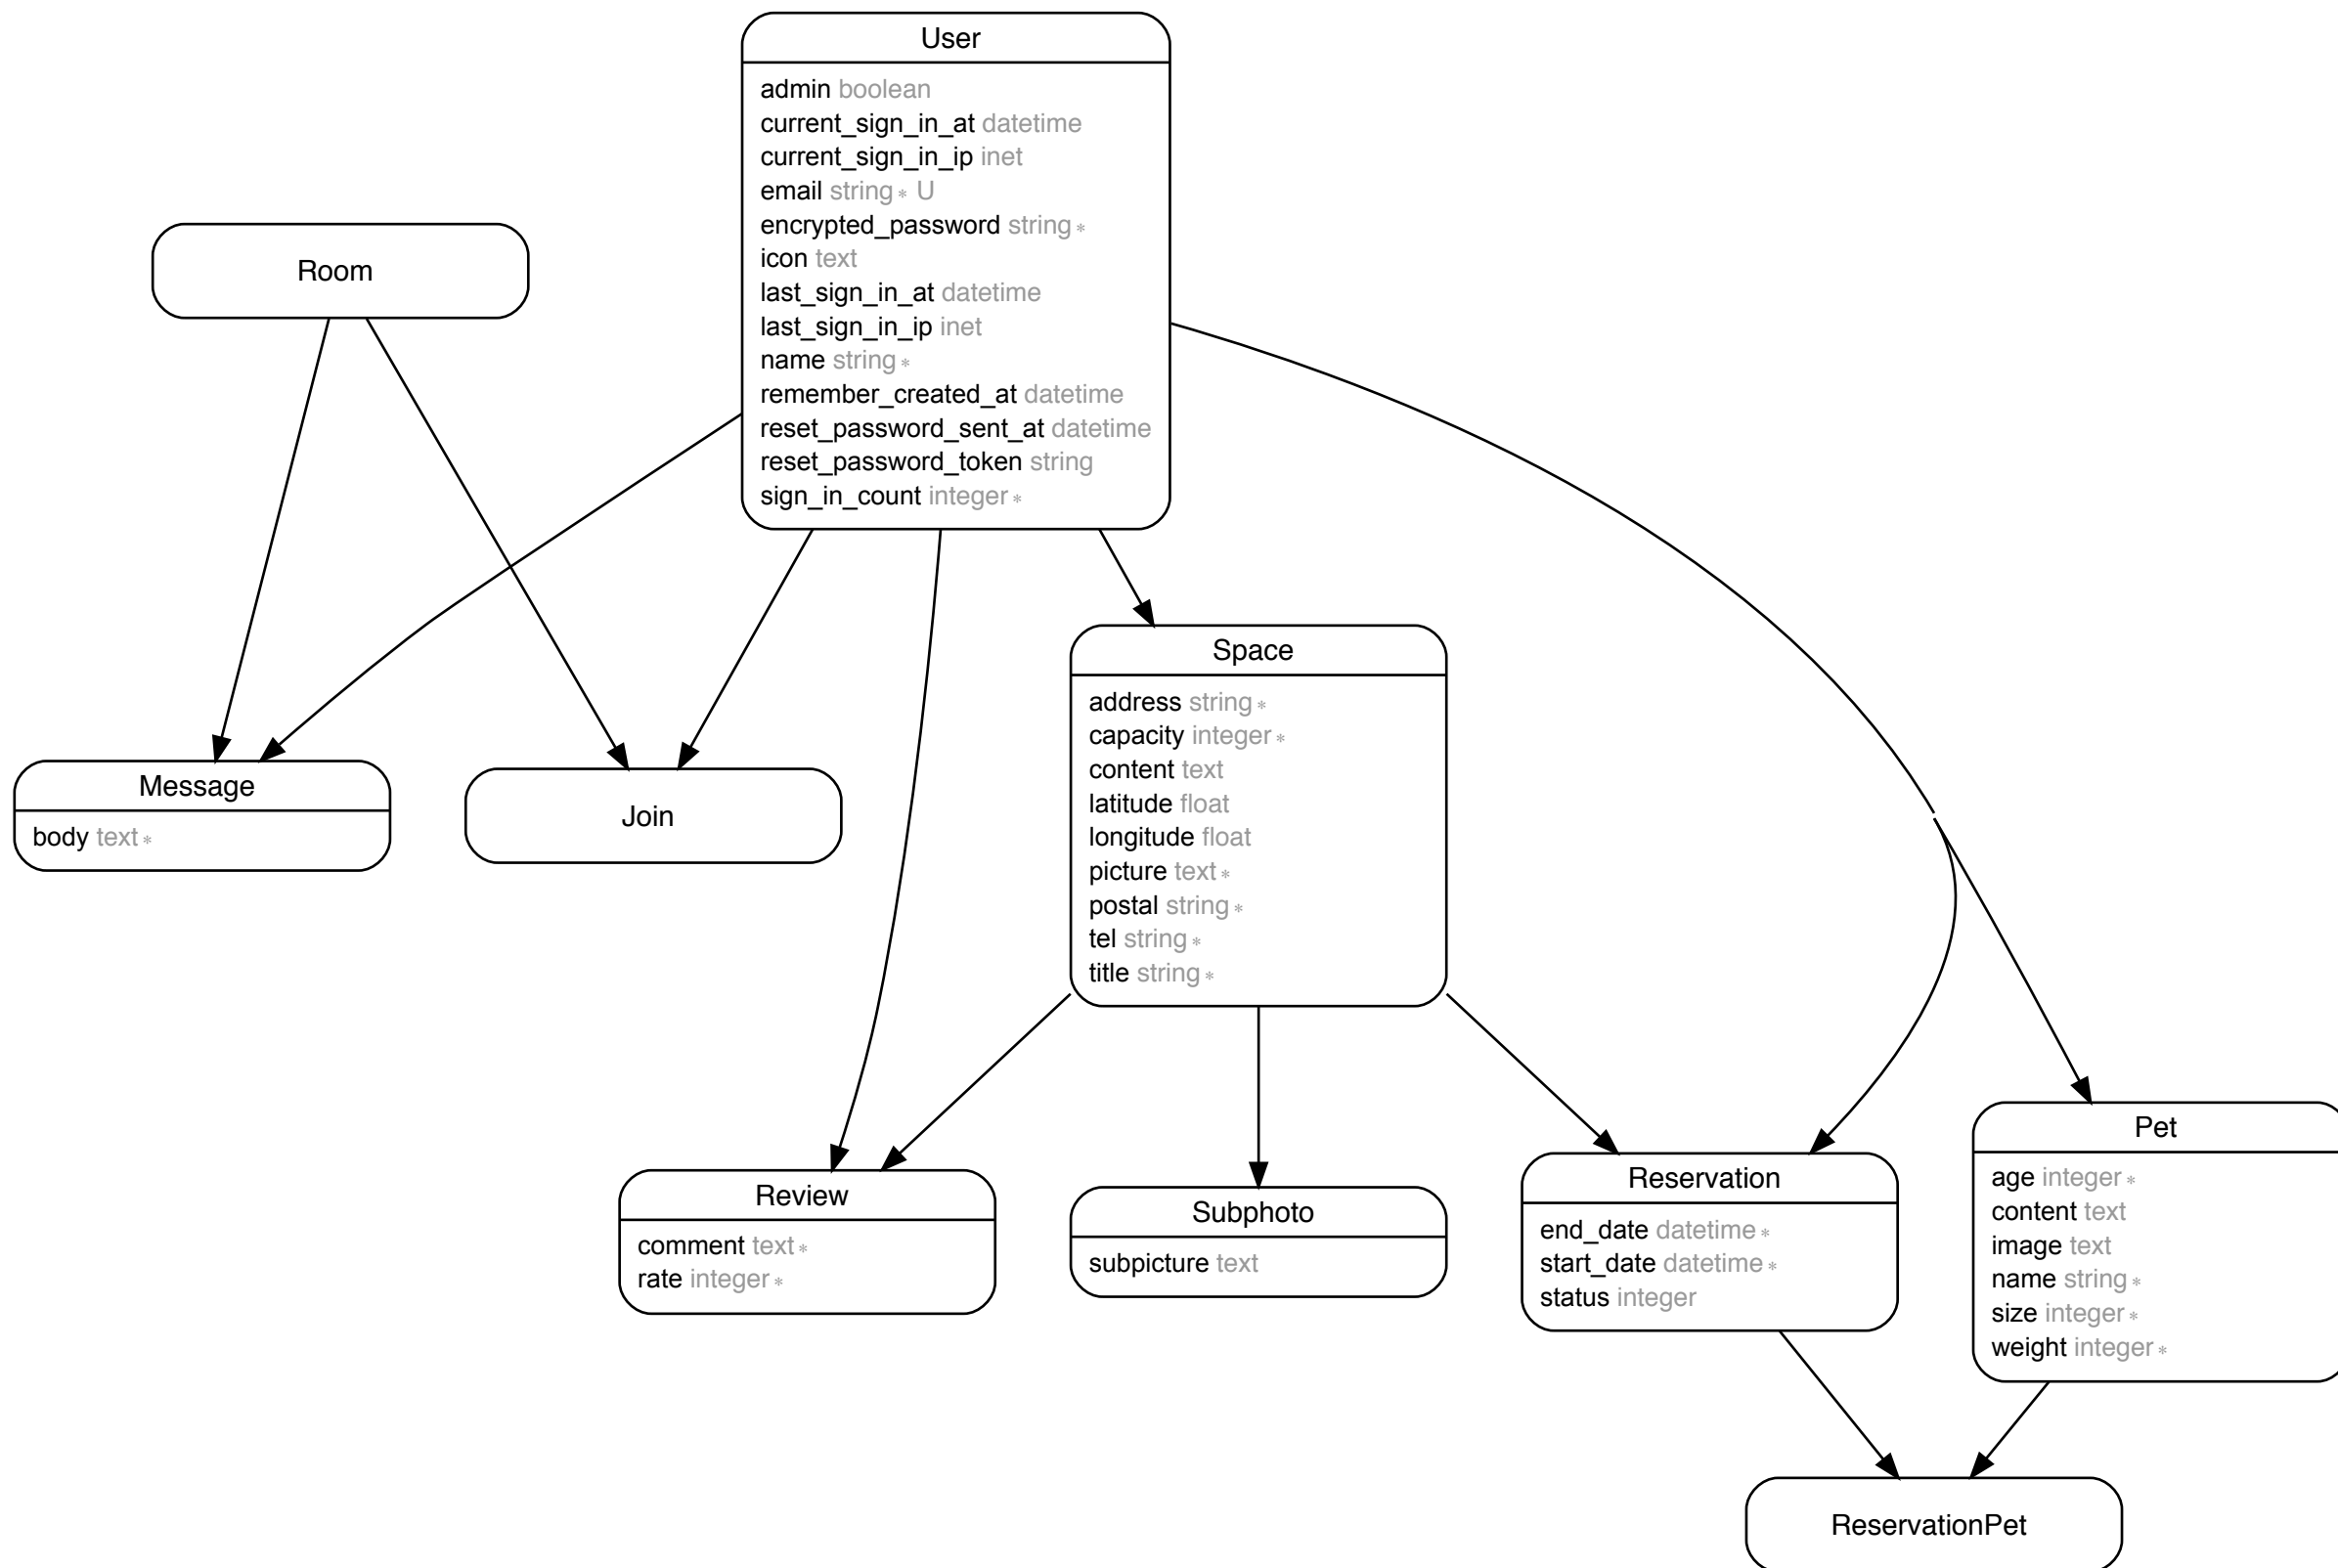 User
admin boolean
current_sign_in_at datetime
current_sign_in_ip inet
email string * U
encrypted_password string *
icon text
last_sign_in_at datetime
last_sign_in_ip inet
name string *
remember_created_at datetime
reset_password_sent_at datetime
reset_password_token string
sign_in_count integer *
Room
Space
address string *
capacity integer *
content text
latitude float
longitude float
picture text *
postal string *
tel string *
title string *
Message
body text *
Join
Pet
age integer *
content text
image text
name string *
size integer *
weight integer *
Reservation
end_date datetime *
start_date datetime *
status integer
Review
comment text *
rate integer *
Subphoto
subpicture text
ReservationPet